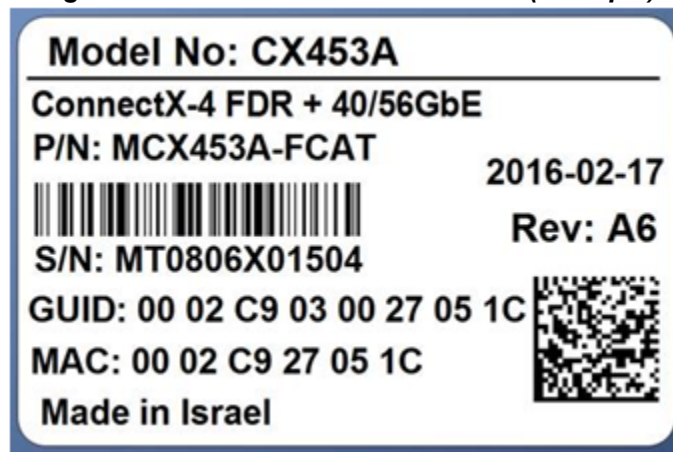 Model No: CX453A
ConnectX-4 FDR + 40/56GbE
P/N: MCX453A-FCAT
2016-02-17
Rev: A6
S/N: MT0806X01504
GUID: 00 02 C9 03 00 27 05 1C
MAC: 00 02 C9 27 05 1C
Made in Israel